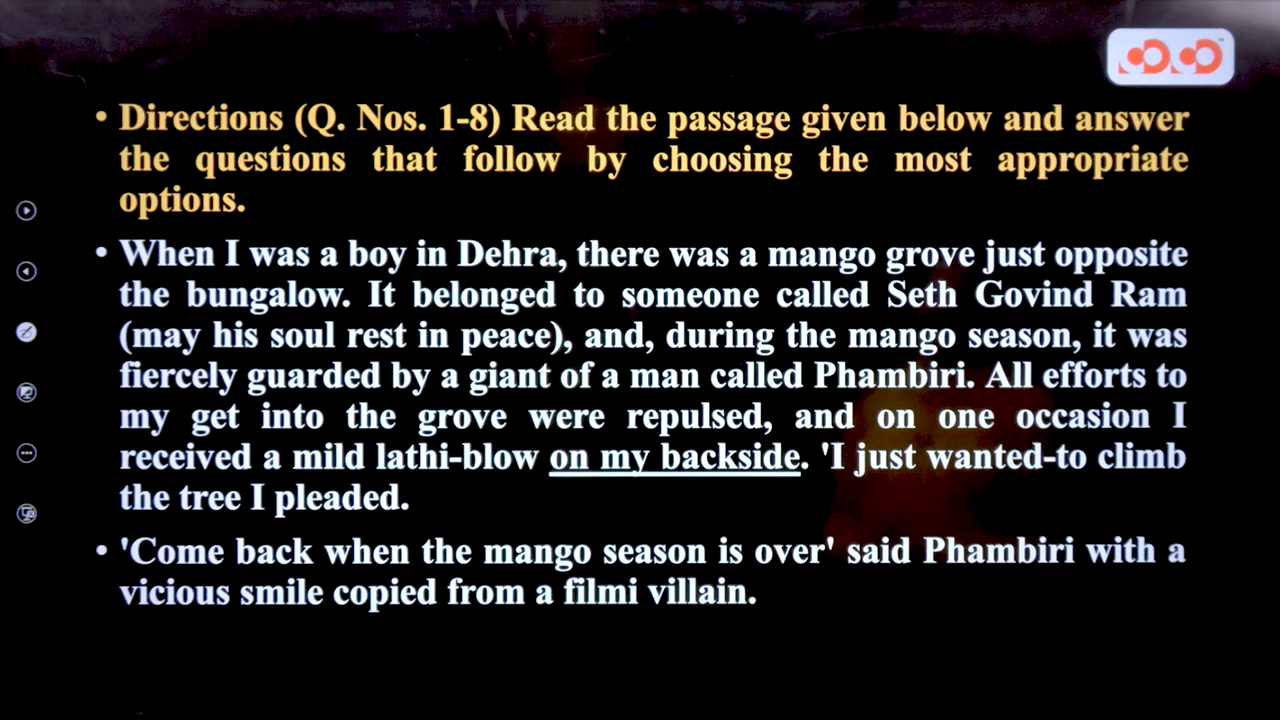 • Directions (Q. Nos. 1-8) Read the passage given below and answer
the questions that follow by choosing the most appropriate
options.
• When I was a boy in Dehra, there was a mango grove just opposite
the bungalow. It belonged to someone called Seth Govind Ram
(may his soul rest in peace), and, during the mango season, it was
fiercely guarded by a giant of a man called Phambiri. All efforts to
my get into the grove were repulsed, and on one occasion I
received a mild lathi-blow on my backside. 'I just wanted-to climb
the tree I pleaded.
• 'Come back when the mango season is over' said Phambiri with a
vicious smile copied from a filmi villain.